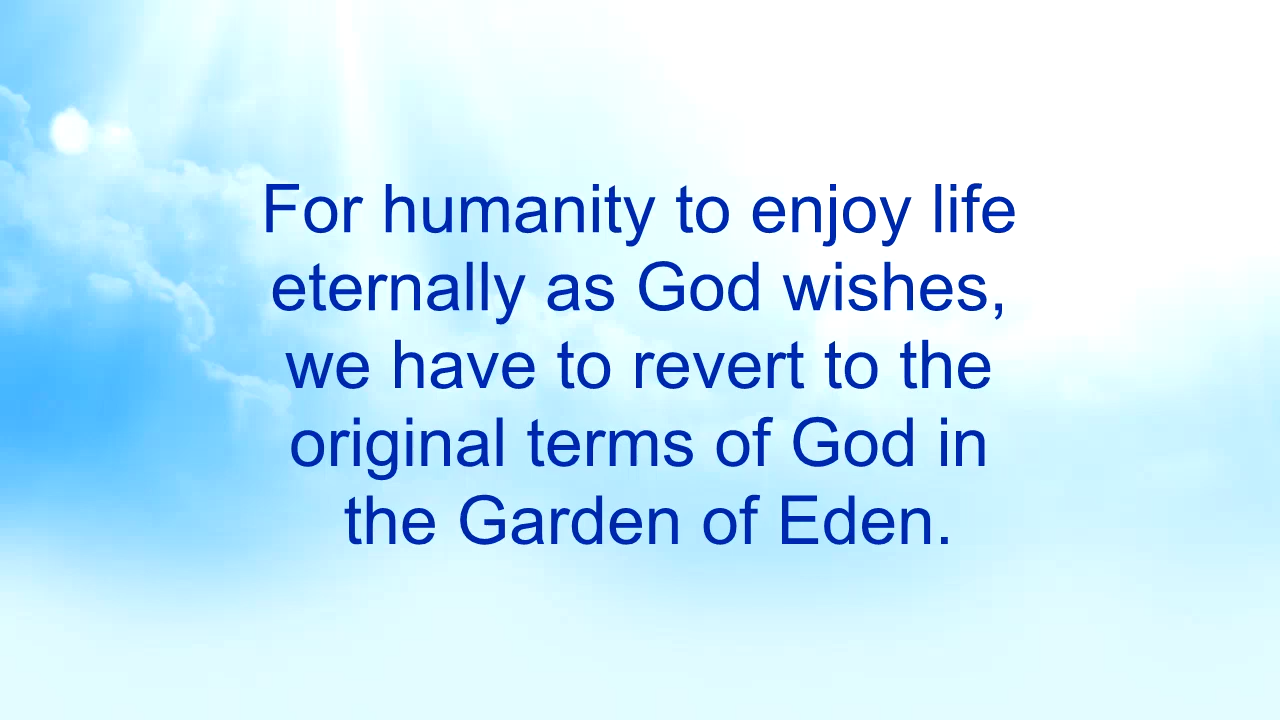 For humanity to enjoy life
eternally as God wishes,
we have to revert to the
original terms of God in
the Garden of Eden.